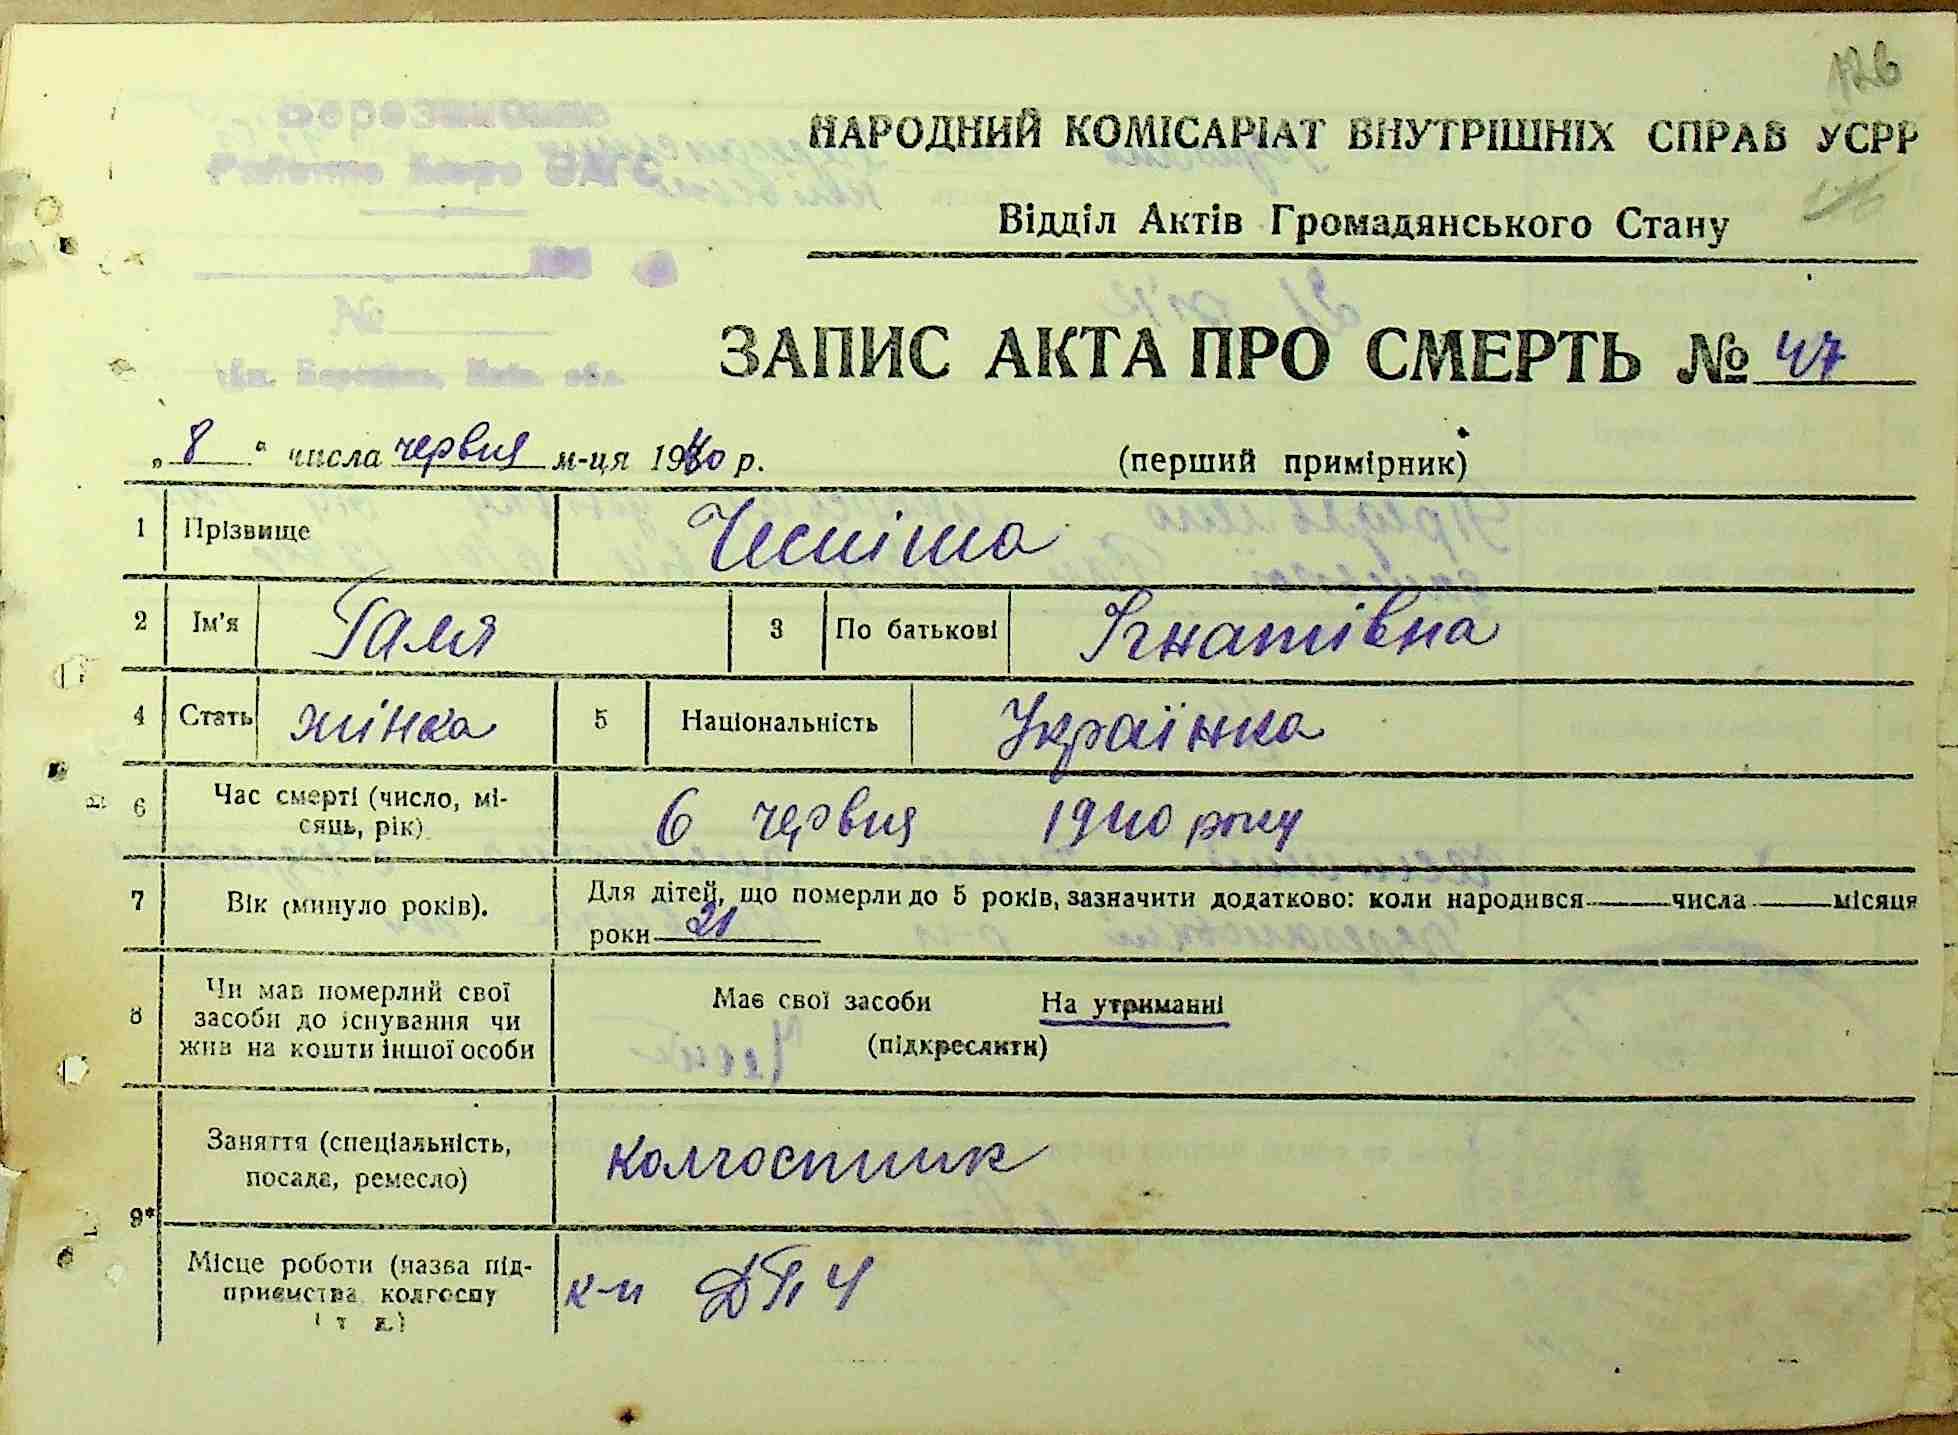 126
НАРОДНИЙ КОМІСАРІАТ ВНУТРІШНІХ СПРАВ УСРР
Відділ Актів Громадянського Стану
ЗАПИС АКТА ПРО СМЕРТЬ № 47
„ 8 “ числа червня м-ця 1940 р. (перший примірник)
1 Прізвище
2 Ім'я Галя 3 По батькові Ігнатівна
4 Стать жінка 5 Національність Українка
6 Час смерті (число, мі-
сяць, рік) 6 червня 1940 року
7 Вік (минуло років). Для дітей, що померли до 5 років, зазначити додатково: коли народився числа місяця
роки 21
8 Чи мав померлий свої
засоби до існування чи
жив на кошти іншої особи
Має свої засоби На утриманні
(підкреслити)
9* Заняття (спеціальність,
посада, ремесло) колгоспник
Місце роботи (назва під-
приємства, колгоспу
і т. д.)